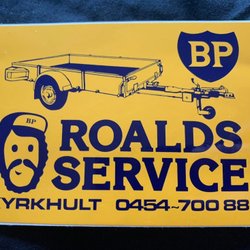 BP
BP
ROALDS
SERVICE
YRKHULT 0454~700 88